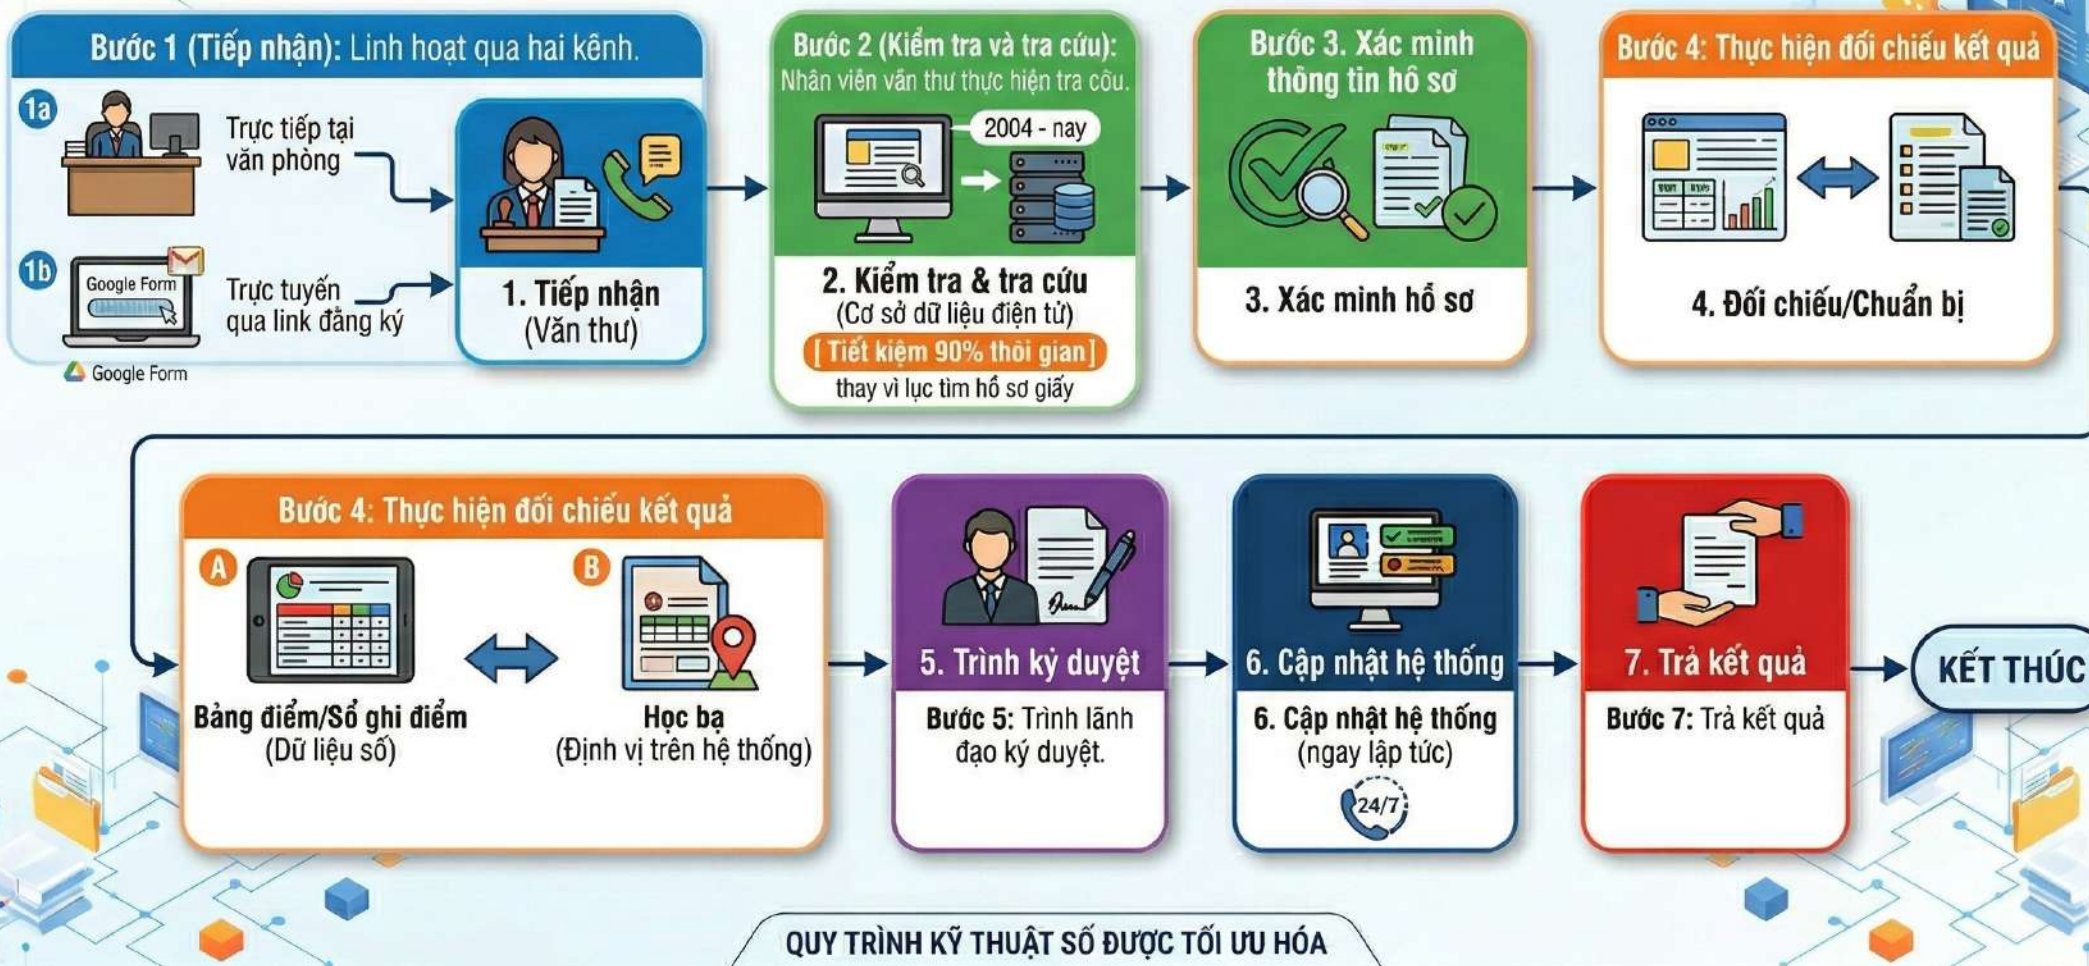 Bước 1 (Tiếp nhận): Linh hoạt qua hai kênh.
1a
Trực tiếp tại
văn phòng
1b
Google Form
Trực tuyến
qua link đằng ký
Google Form
1. Tiếp nhận
(Văn thư)
Bước 2 (Kiểm tra và tra cứu):
Nhân viên văn thư thực hiện tra côu.
2004 - nay
2. Kiểm tra & tra cứu
(Cơ sở dữ liệu điện tử)
[ Tiết kiệm 90% thời gian]
thay vì lục tìm hồ sơ giấy
Bước 3. Xác minh
thông tin hồ sơ
3. Xác minh hồ sơ
Bước 4: Thực hiện đối chiếu kết quả
4. Đối chiếu/Chuẩn bị
Bước 4: Thực hiện đối chiếu kết quả
A
Bảng điểm/Sổ ghi điểm
(Dữ liệu số)
B
Học bạ
(Định vị trên hệ thống)
5. Trình ký duyệt
Bước 5: Trình lãnh
đạo ký duyệt.
6. Cập nhật hệ thống
6. Cập nhật hệ thống
(ngay lập tức)
24/7
7. Trả kết quả
Bước 7: Trả kết quả
KẾT THÚC
QUY TRÌNH KỸ THUẬT SỐ ĐƯỢC TỐI ƯU HÓA